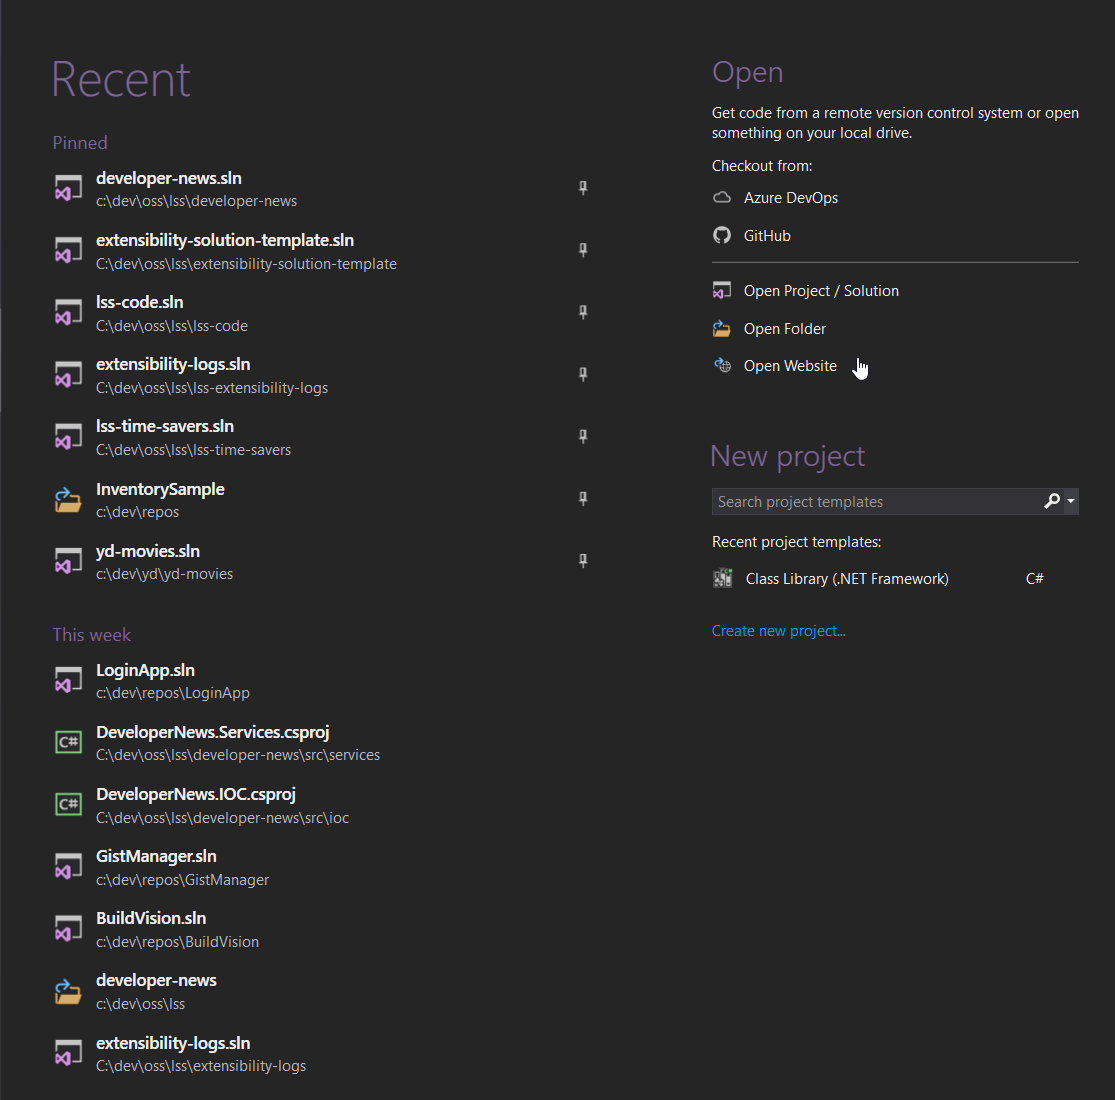 Recent
Pinned
developer-news.sln
c:\dev\oss\lss\developer-news
extensibility-solution-template.sln
C:\dev\oss\lss\extensibility-solution-template
lss-code.sln
C:\dev\oss\lss\lss-code
extensibility-logs.sln
C:\dev\oss\lss\lss-extensibility-logs
lss-time-savers.sln
C:\dev\oss\lss\lss-time-savers
InventorySample
c:\dev\repos
yd-movies.sln
c:\dev\yd\yd-movies
This week
LoginApp.sln
c:\dev\repos\LoginApp
C#
DeveloperNews.Services.csproj
C:\dev\oss\lss\developer-news\src\services
C#
DeveloperNews.IOC.csproj
C:\dev\oss\lss\developer-news\src\ioc
GistManager.sln
c:\dev\repos\GistManager
BuildVision.sln
c:\dev\repos\BuildVision
developer-news
c:\dev\oss\lss
extensibility-logs.sln
C:\dev\oss\lss\extensibility-logs
Open
Get code from a remote version control system or open
something on your local drive.
Checkout from:
Azure DevOps
GitHub
Open Project / Solution
Open Folder
Open Website
New project
Search project templates
Recent project templates:
Class Library (.NET Framework) C#
Create new project...